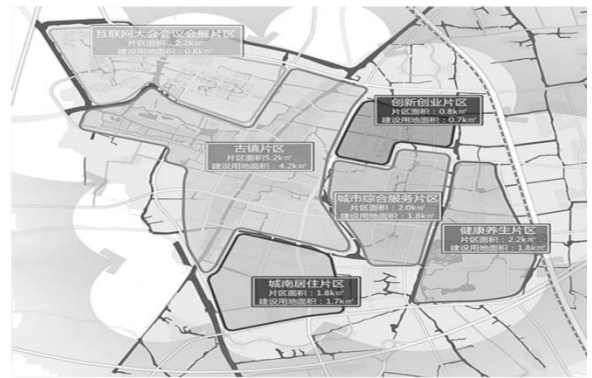 互联网大会会议会展片区
片区面积：2.2k㎡
建设用地面积：0.8k㎡
创新创业片区
片区面积：0.8k㎡
建设用地面积：0.7k㎡
古镇片区
片区面积5.2k㎡
建设用地面积：4.2k㎡
城市综合服务片区
片区面积：2.0k㎡
建设用地面积：1.8k㎡
健康养生片区
片区面积：2.2k㎡
建设用地面积：1.8k㎡
城南居住片区
片区面积：1.8k㎡
建设用地面积：1.7k㎡